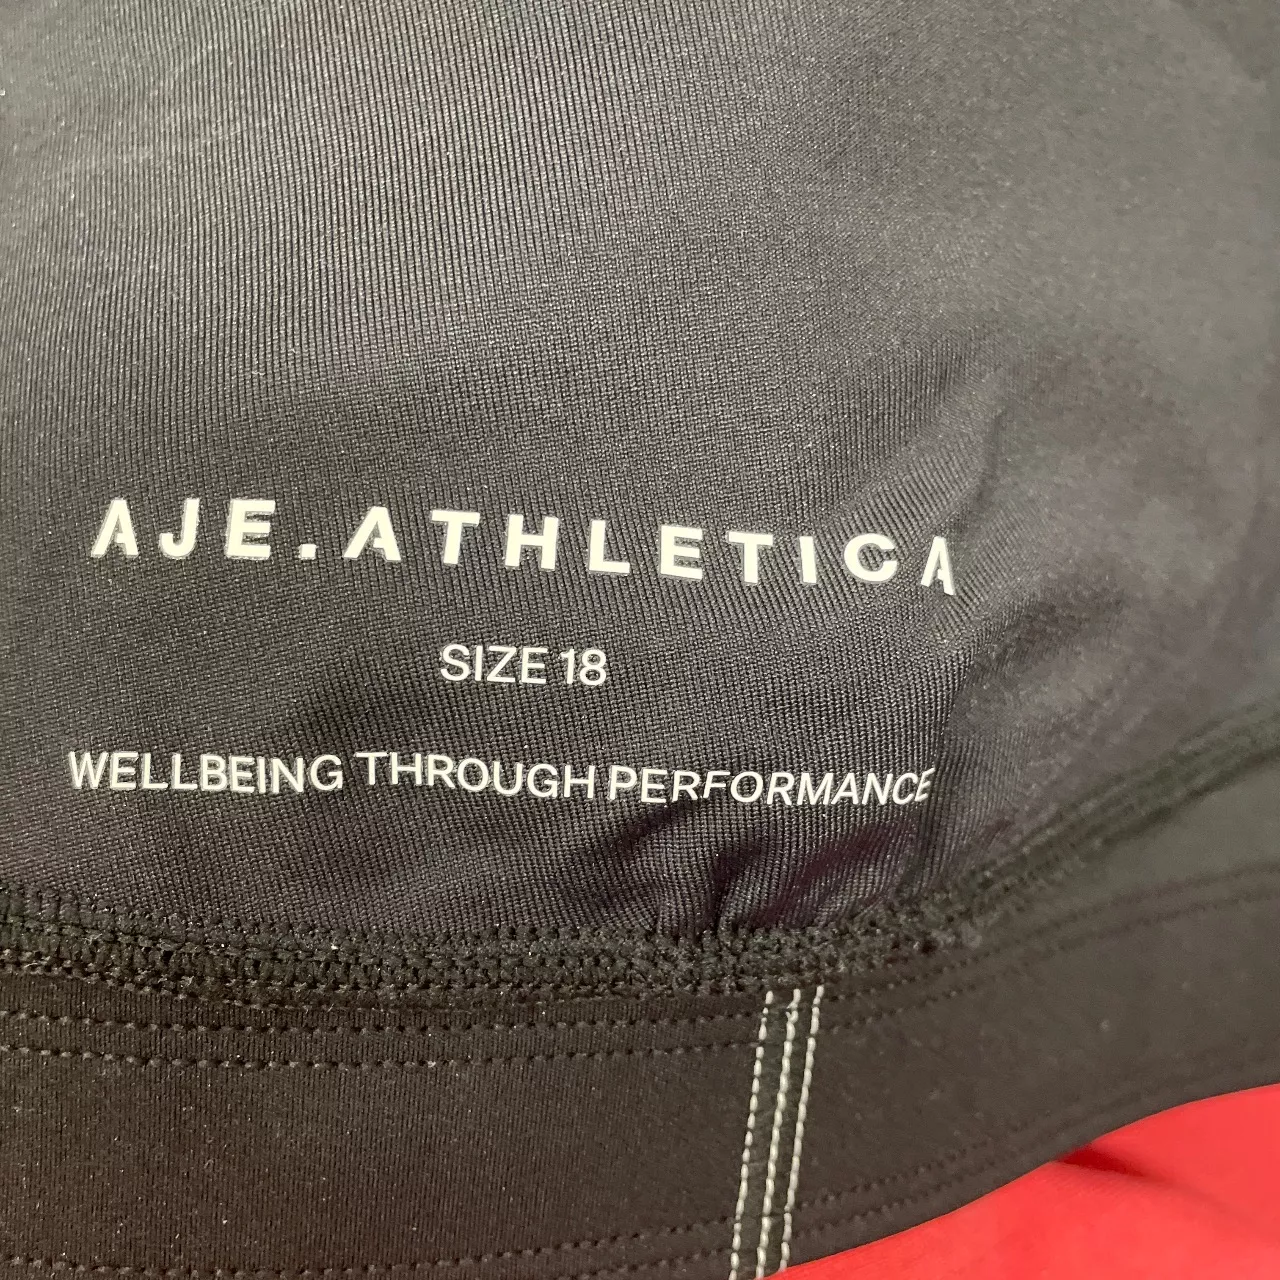 AJE.ATHLETICA
SIZE 18
WELLBEING THROUGH PERFORMANCE